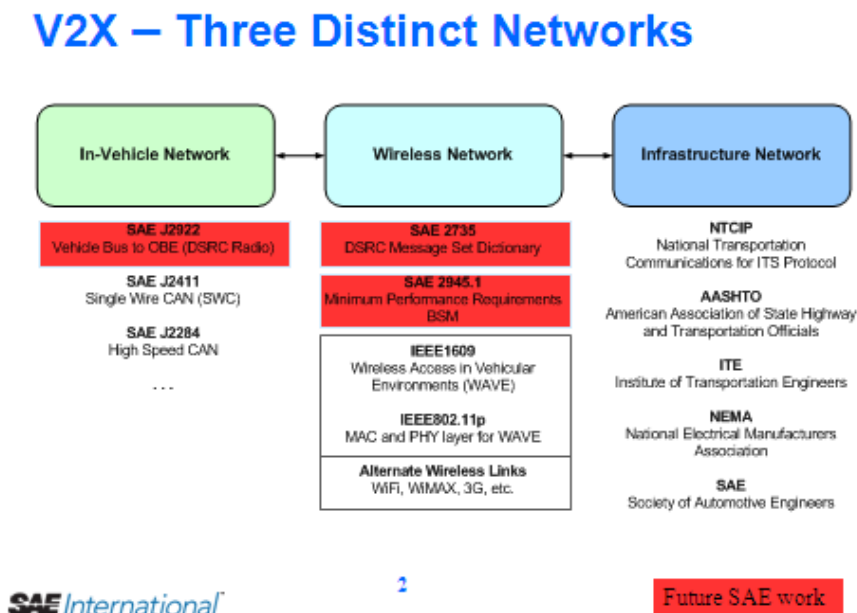 V2X – Three Distinct Networks
In-Vehicle Network
Wireless Network
Infrastructure Network
SAE J2922
Vehicle Bus to OBE (DSRC Radio)
SAE J2411
Single Wire CAN (SWC)
SAE J2284
High Speed CAN
. . .
SAE 2735
DSRC Message Set Dictionary
SAE 2945.1
Minimum Performance Requirements
BSM
IEEE1609
Wireless Access in Vehicular
Environments (WAVE)
IEEE802.11p
MAC and PHY layer for WAVE
Alternate Wireless Links
WiFi, WiMAX, 3G, etc.
NTCIP
National Transportation
Communications for ITS Protocol
AASHTO
American Association of State Highway
and Transportation Officials
ITE
Institute of Transportation Engineers
NEMA
National Electrical Manufacturers
Association
SAE
Society of Automotive Engineers
SAE International
2
Future SAE work